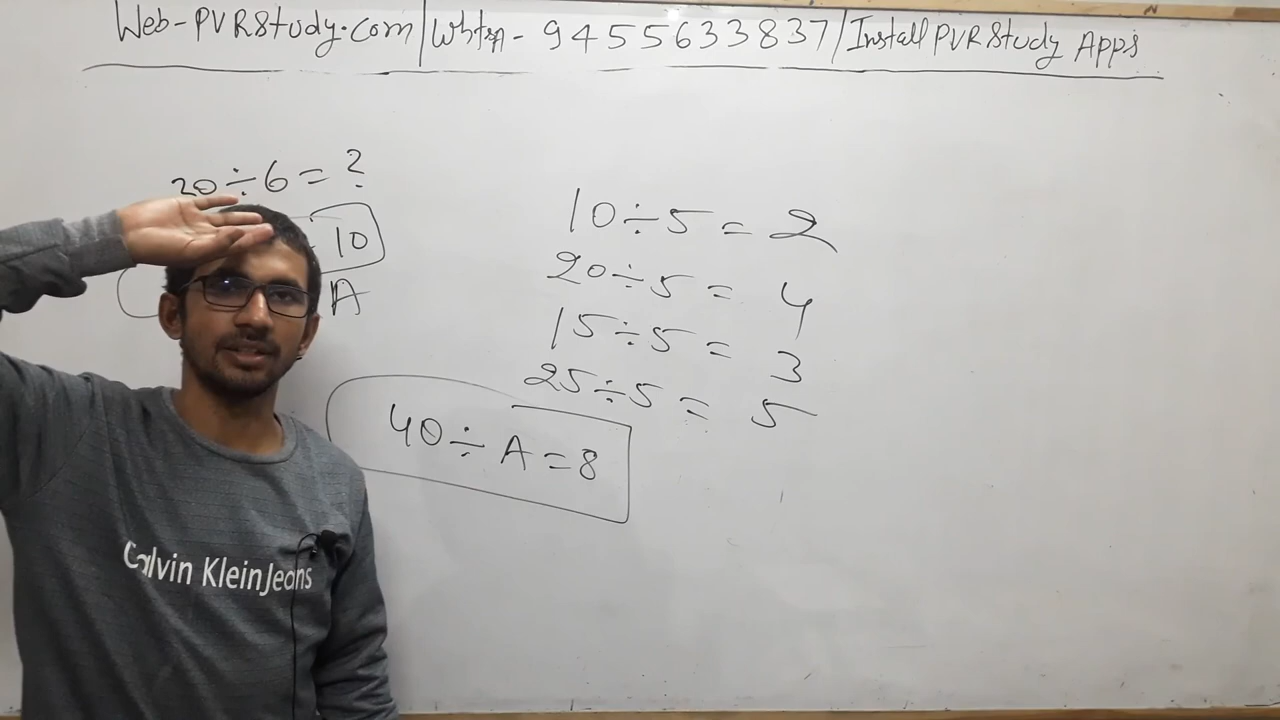 Web-PVRStudy.com|Whtsp-9455633837/Install PVR Study Apps
20÷6=?
10
A
10÷5=2
20÷5=4
15÷5=3
25÷5=5
40÷A=8
Calvin Klein Jeans